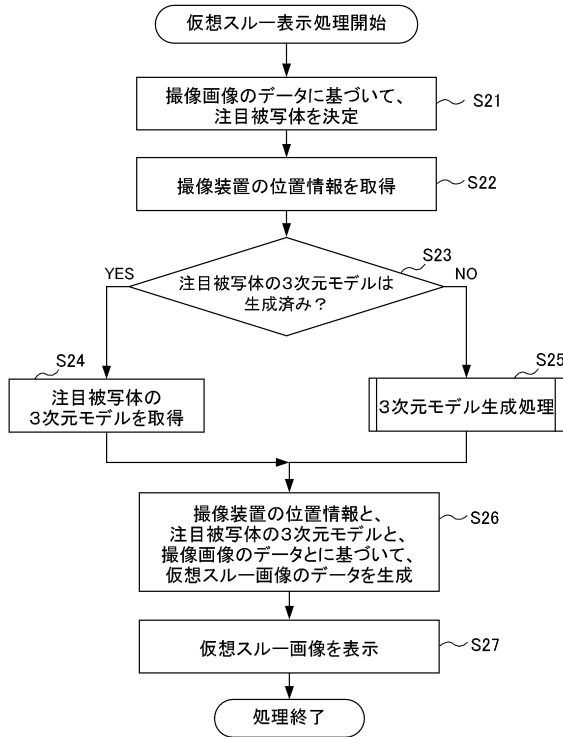 仮想スルー表示処理開始
撮像画像のデータに基づいて、
注目被写体を決定
S21
撮像装置の位置情報を取得
S22
S23
YES
注目被写体の3次元モデルは
生成済み？
NO
S24
注目被写体の
3次元モデルを取得
S25
3次元モデル生成処理
撮像装置の位置情報と、
注目被写体の3次元モデルと、
撮像画像のデータとに基づいて、
仮想スルー画像のデータを生成
S26
仮想スルー画像を表示
S27
処理終了